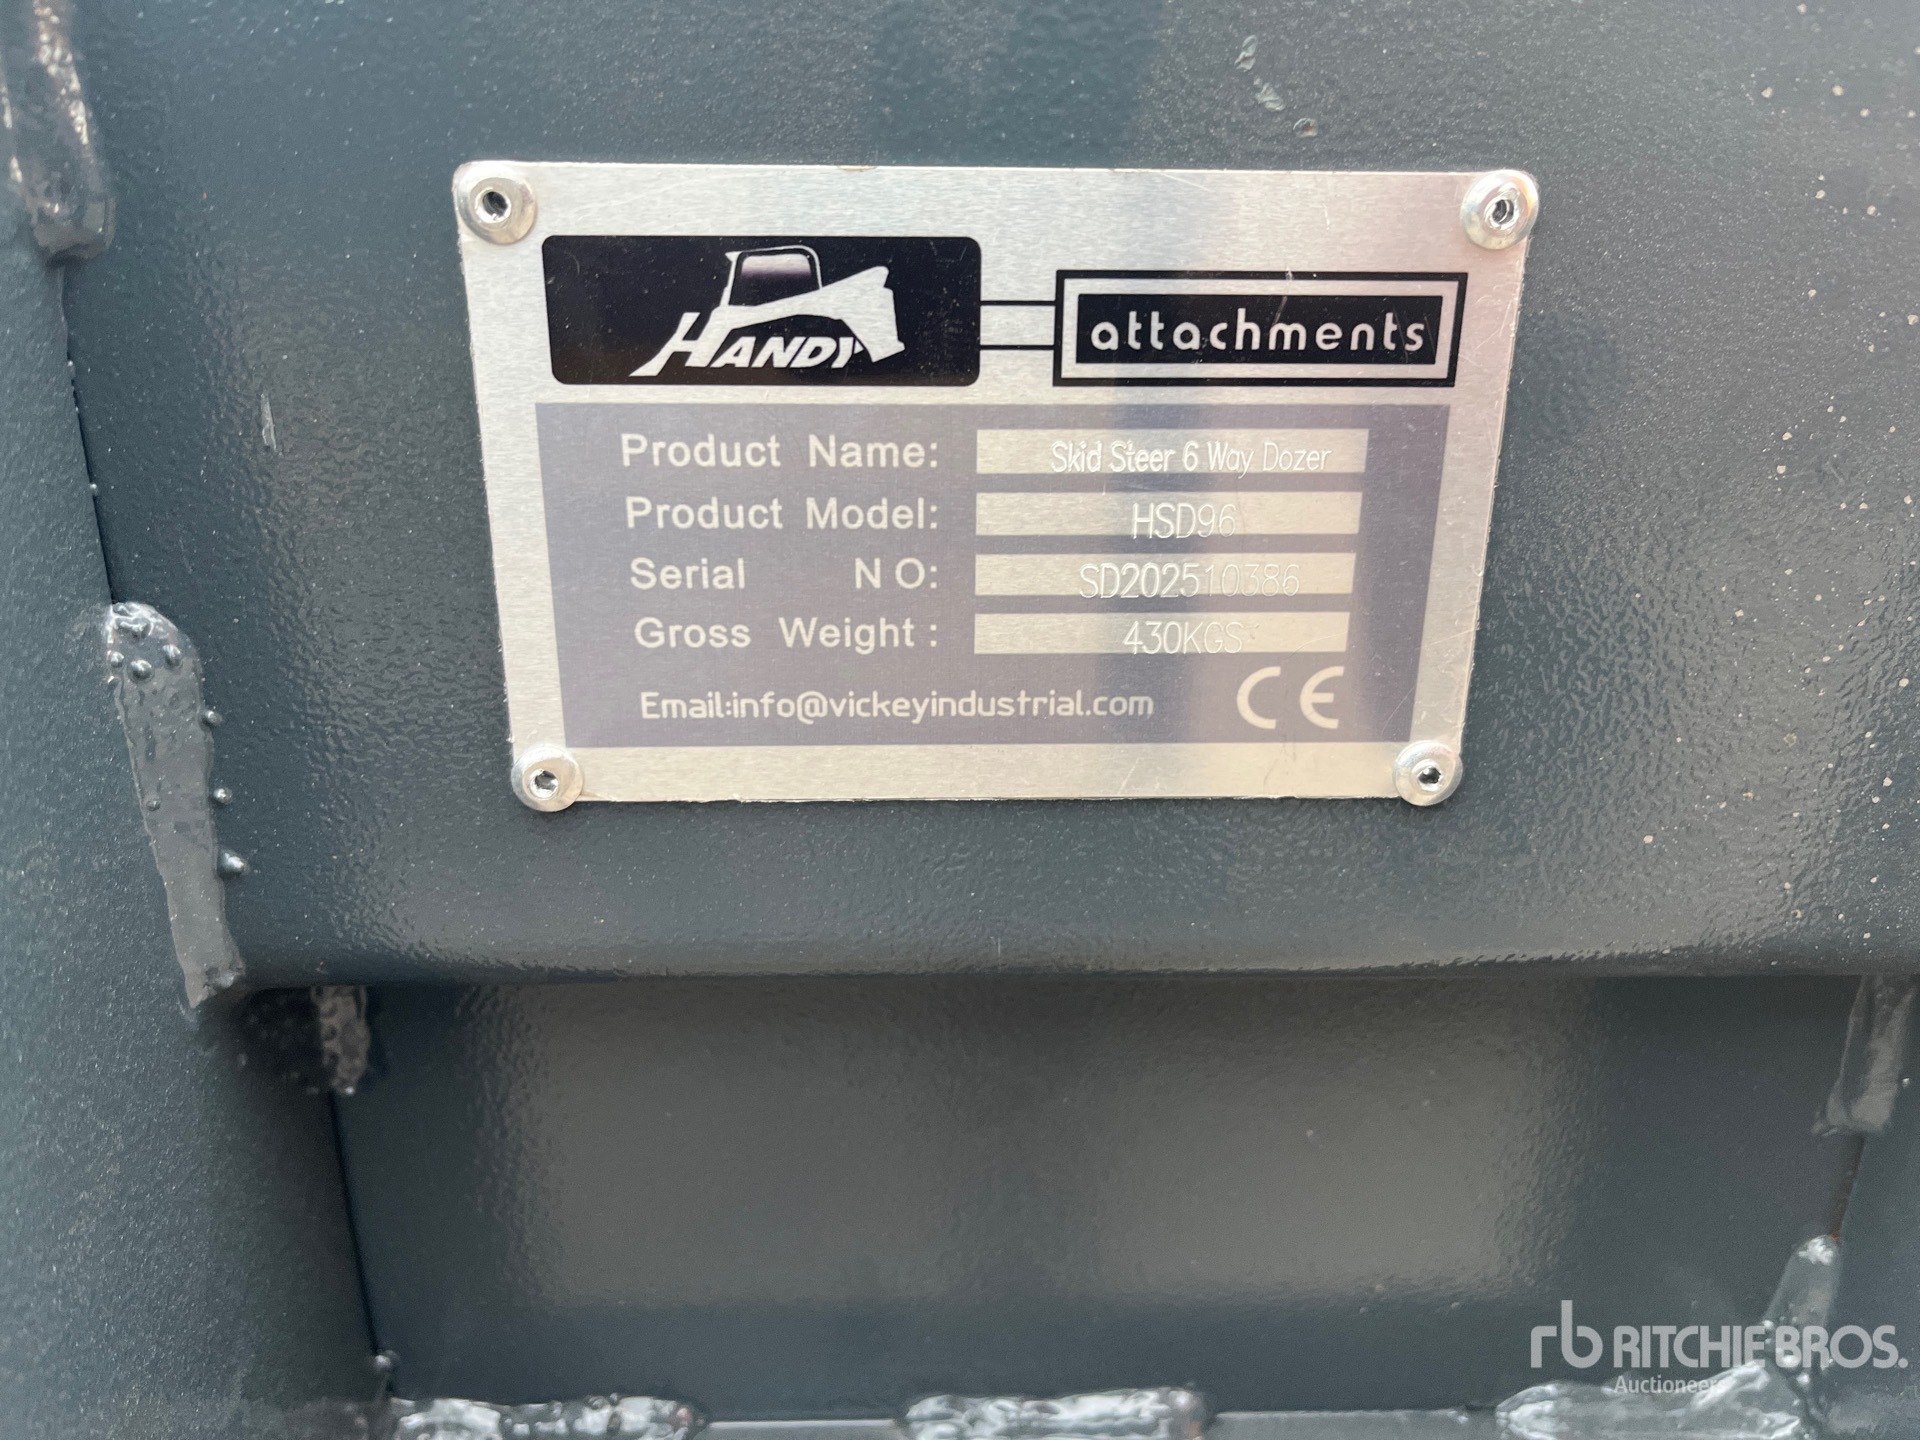 HANDY
attachments
Product Name: Skid Steer 6 Way Dozer
Product Model: HSD96
Serial NO: SD202510386
Gross Weight: 430KGS
Email:info@vickeyindustrial.com CE
rb RITCHIE BROS.
Auctioneers